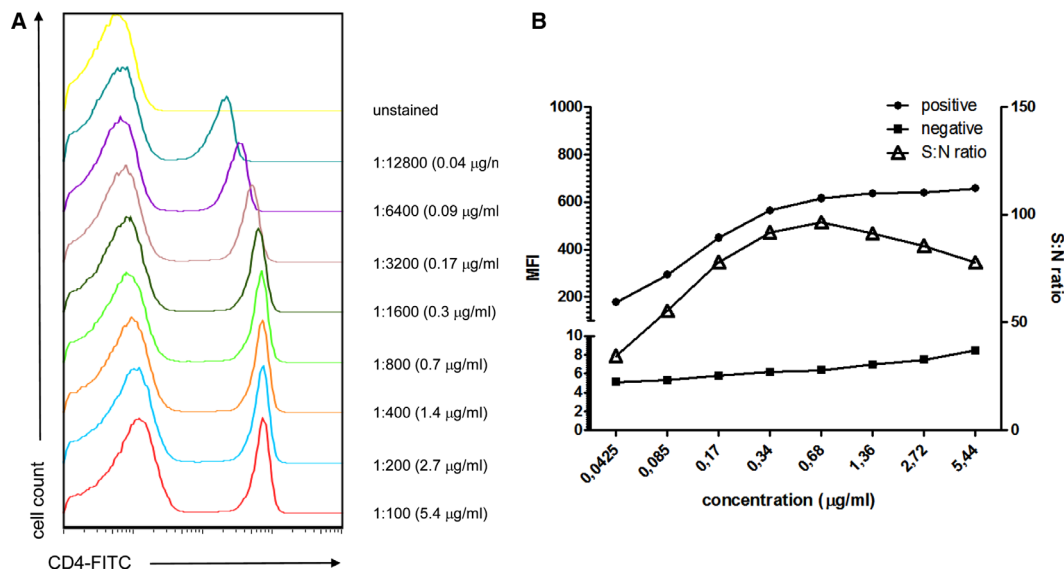 A
unstained
1:12800 (0.04 µg/n
1:6400 (0.09 µg/ml
1:3200 (0.17 µg/ml
1:1600 (0.3 µg/ml)
1:800 (0.7 µg/ml)
1:400 (1.4 µg/ml)
1:200 (2.7 µg/ml)
1:100 (5.4 µg/ml)
cell count
CD4-FITC
B
positive
negative
S:N ratio
1000
800
600
400
200
10
8
6
4
2
0
MFI
150
100
50
0
S:N ratio
0,0425
0,085
0,17
0,34
0,68
1,36
2,72
5,44
concentration (µg/ml)